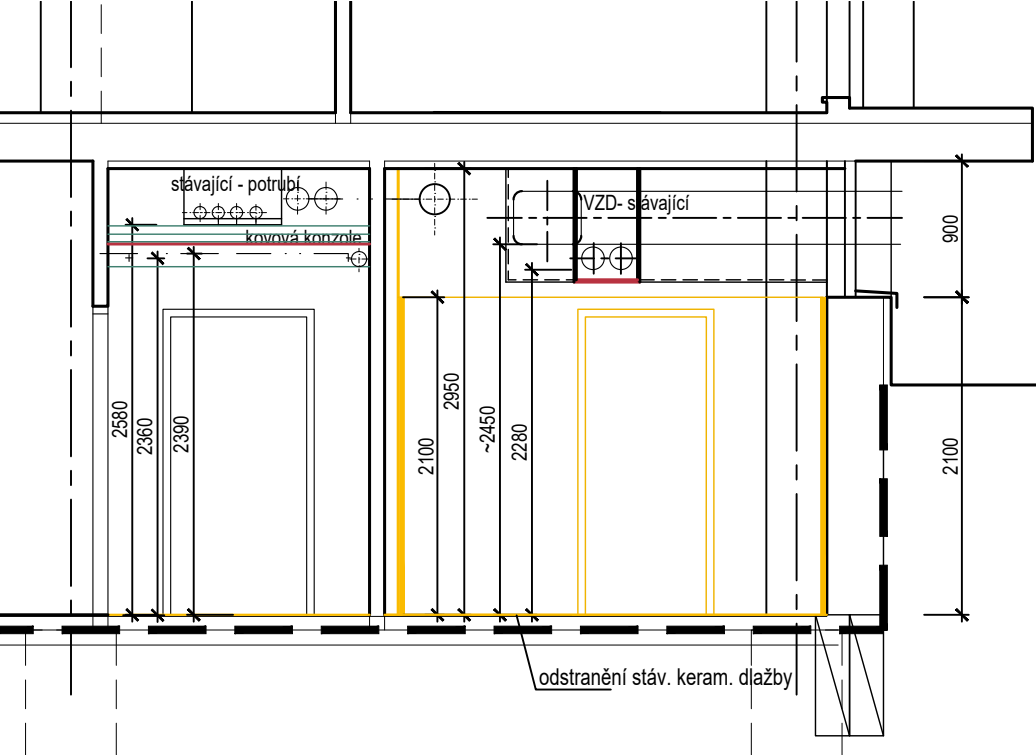 stávající - potrubí
VZD- stávající
kovová konzole
900
2580
2360
2390
2100
2950
~2450
2280
2100
odstranění stáv. keram. dlažby